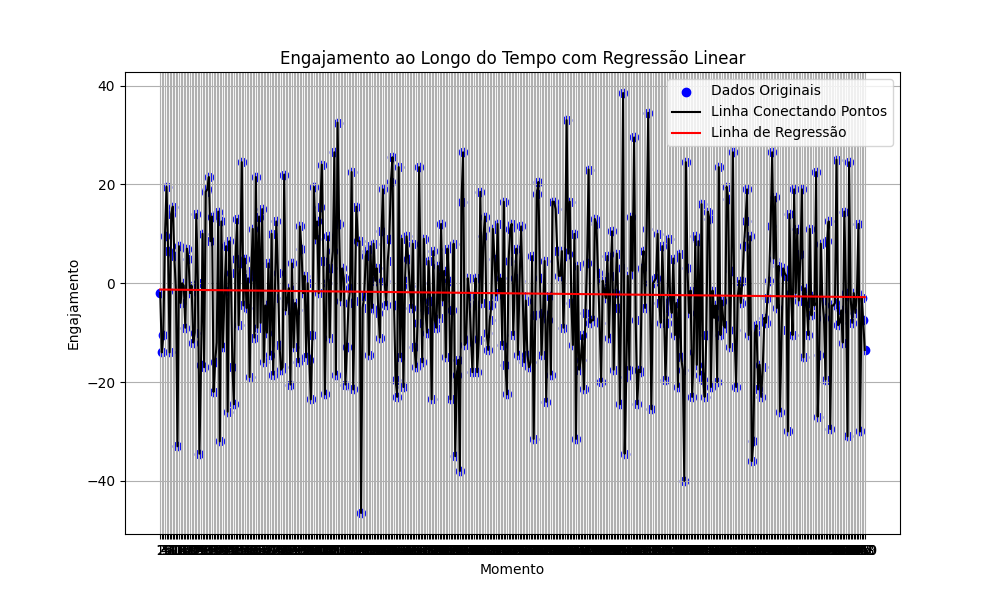 Engajamento ao Longo do Tempo com Regressão Linear
Dados Originais
Linha Conectando Pontos
Linha de Regressão
40
20
0
−20
−40
Engajamento
Momento